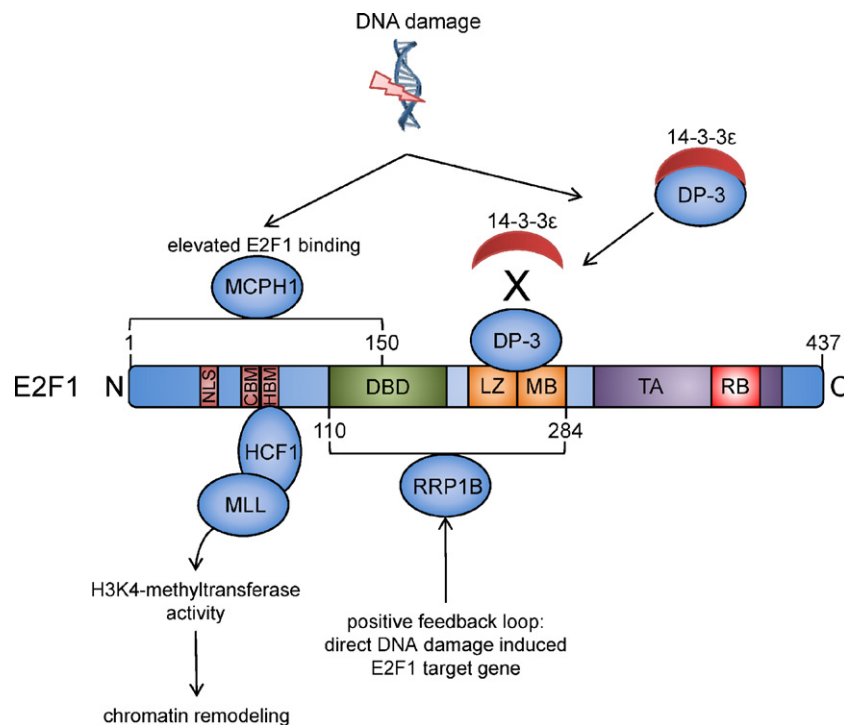 DNA damage
14-3-3ε
DP-3
14-3-3ε
elevated E2F1 binding
MCPH1
X
DP-3
1
150
437
E2F1 N NLS CBM HBM DBD LZ MB TA RB C
110
284
HCF1
RRP1B
MLL
H3K4-methyltransferase
activity
positive feedback loop:
direct DNA damage induced
E2F1 target gene
chromatin remodeling